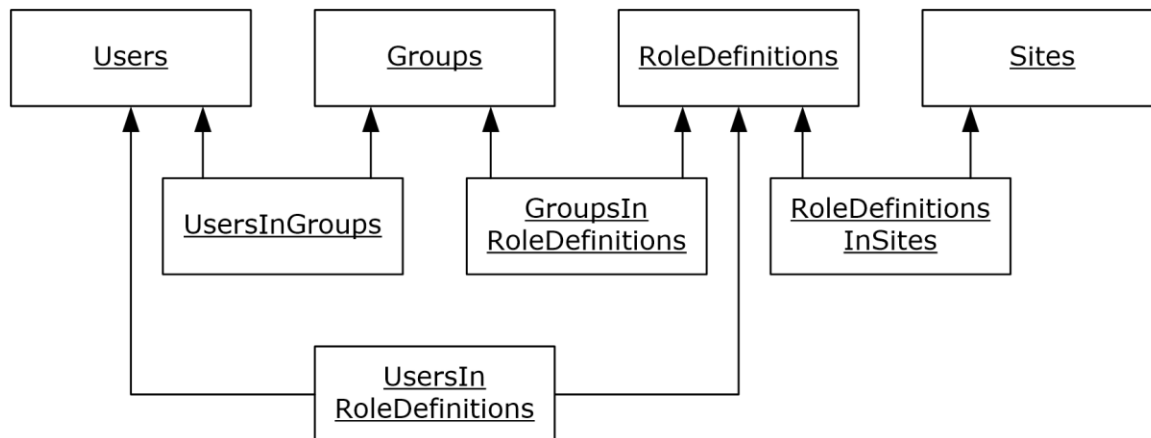 Users
Groups
RoleDefinitions
Sites
UsersInGroups
GroupsIn
RoleDefinitions
RoleDefinitions
InSites
UsersIn
RoleDefinitions